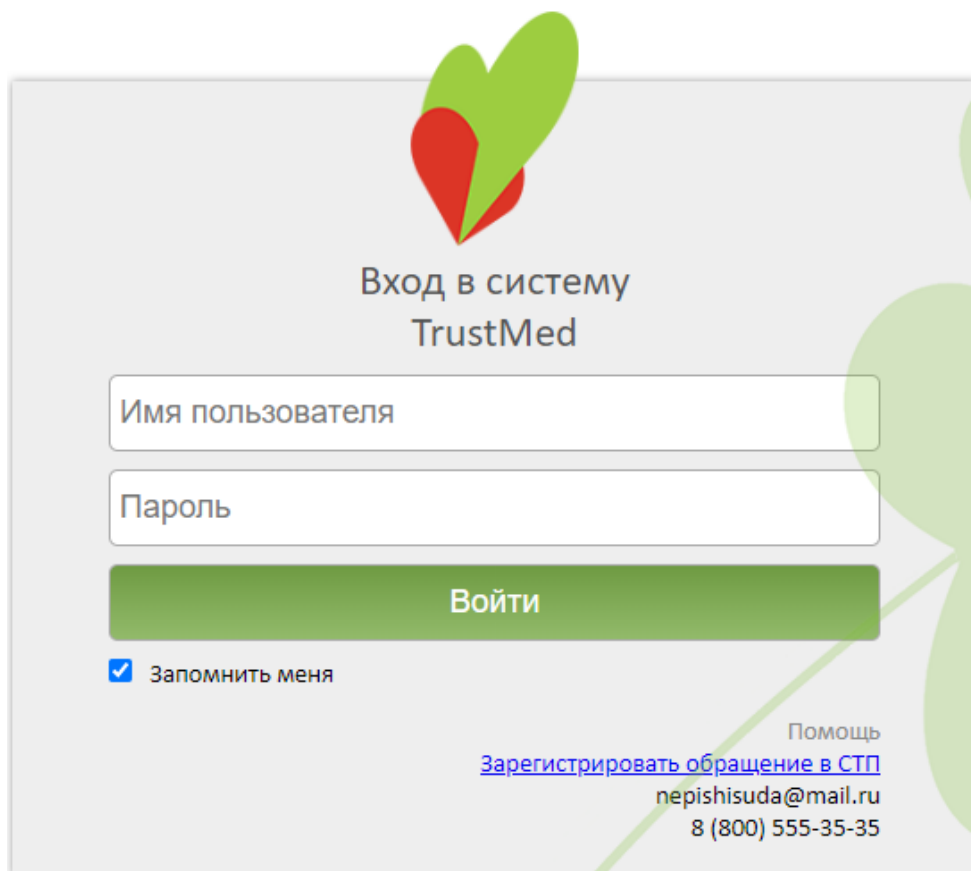 Вход в систему
TrustMed
Имя пользователя
Пароль
Войти
Запомнить меня
Помощь
Зарегистрировать обращение в СТП
nepishisuda@mail.ru
8 (800) 555-35-35